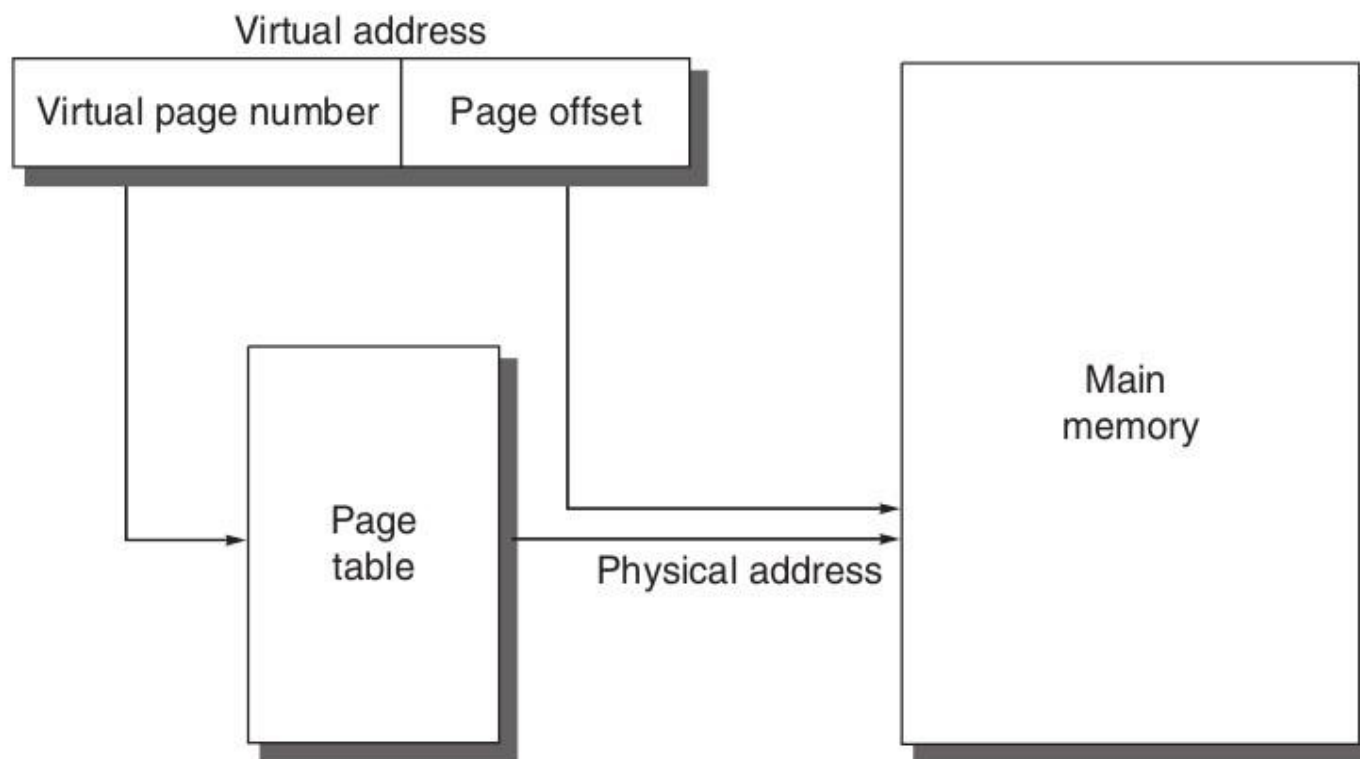 Virtual address
Virtual page number
Page offset
Main
memory
Page
table
Physical address